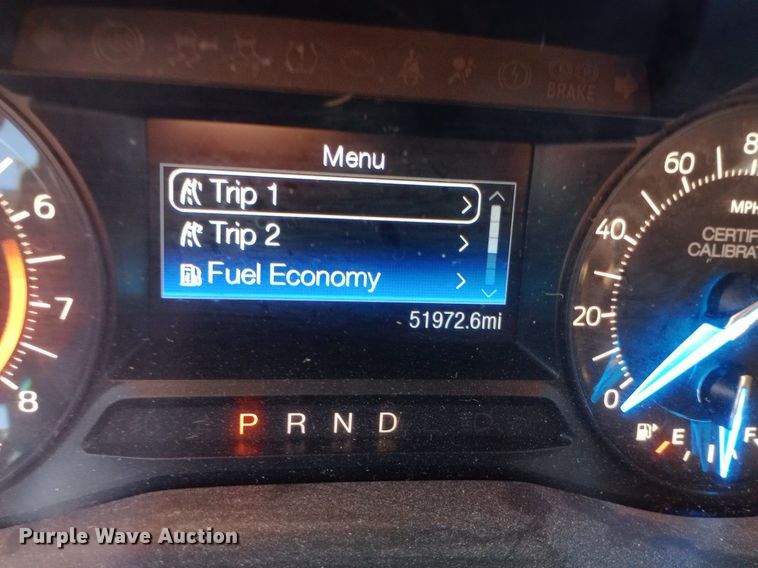 BRAKE
Menu
Trip 1
Trip 2
Fuel Economy
51972.6mi
P R N D
6
7
8
0
20
40
60
8
MPH
CERTIF
CALIBRAT
E
F
Purple Wave Auction